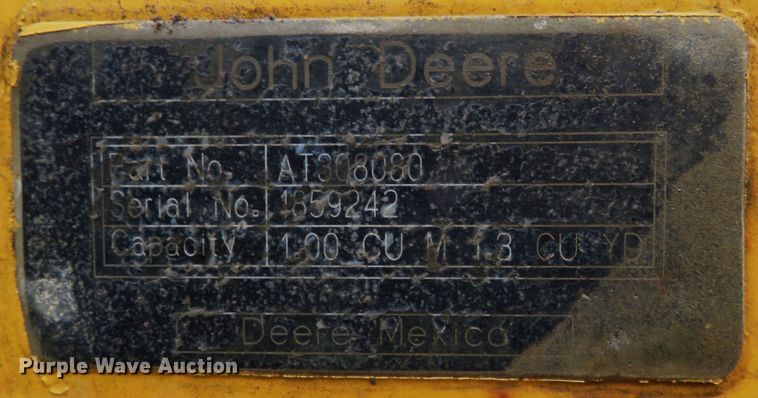 John Deere
Part No. AT308080
Serial No. 1859242
Capacity 1.00 CU M 1.3 CU YD
Deere Mexico
Purple Wave Auction